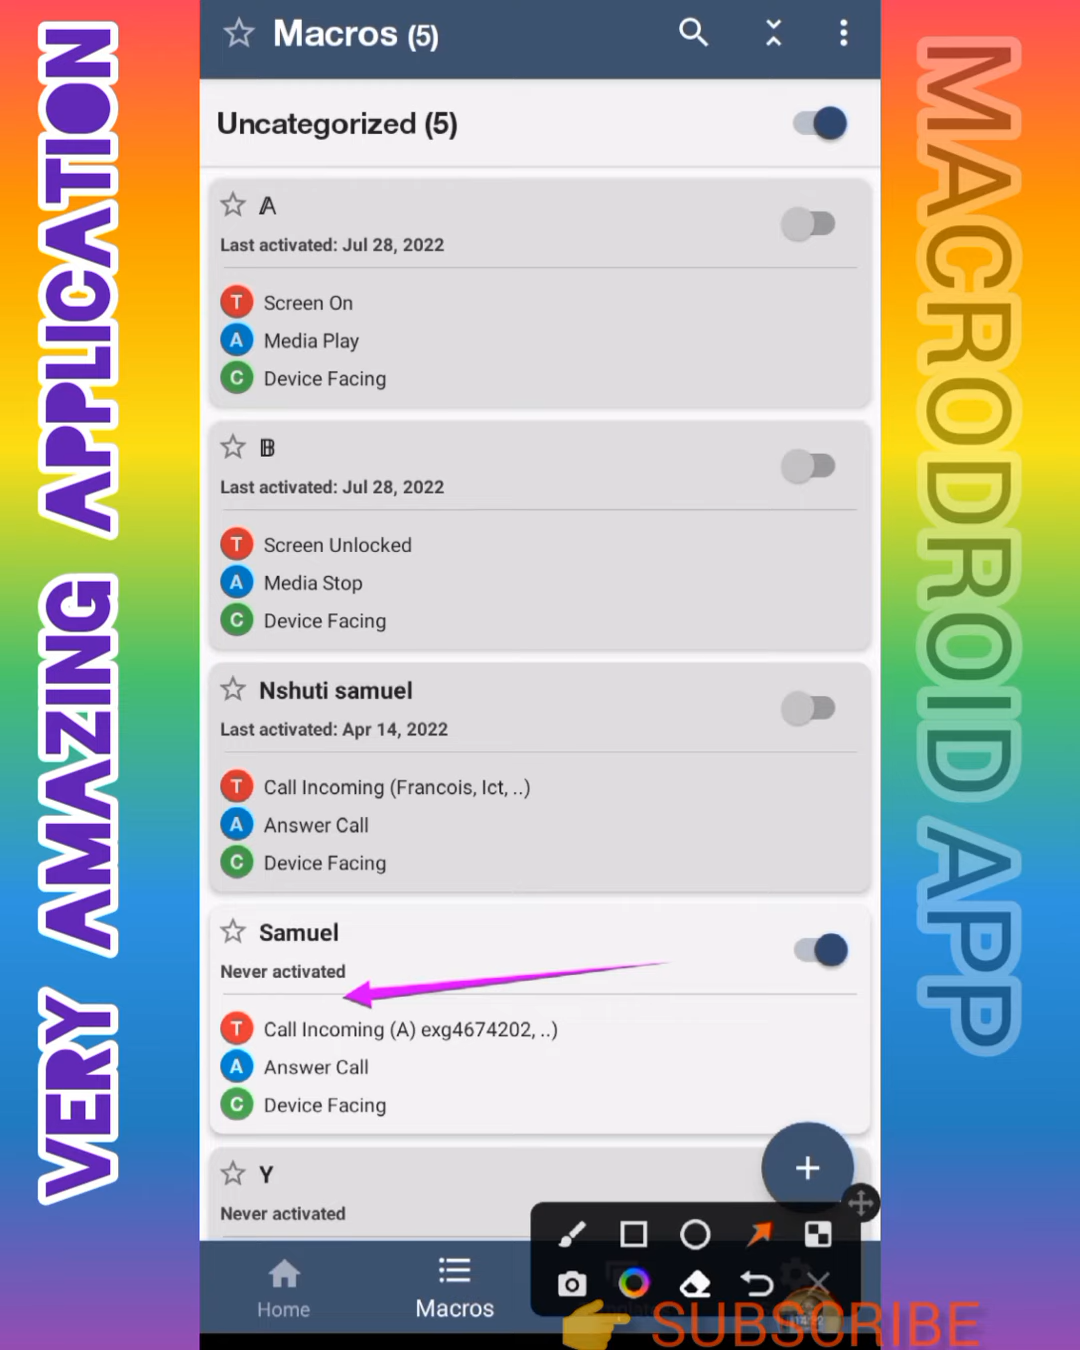 VERY AMAZING APPLICATION
Macros (5)
Uncategorized (5)
𝔸
Last activated: Jul 28, 2022
T Screen On
A Media Play
C Device Facing
𝔹
Last activated: Jul 28, 2022
T Screen Unlocked
A Media Stop
C Device Facing
Nshuti samuel
Last activated: Apr 14, 2022
T Call Incoming (Francois, Ict, ..)
A Answer Call
C Device Facing
Samuel
Never activated
T Call Incoming (A) exg4674202, ..)
A Answer Call
C Device Facing
Y
Never activated
Home
Macros
SUBSCRIBE
MACRODROID APP